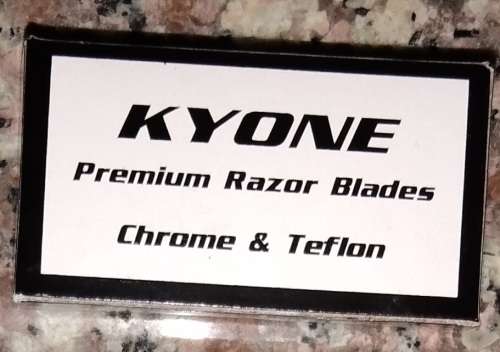 KYONE
Premium Razor Blades
Chrome & Teflon